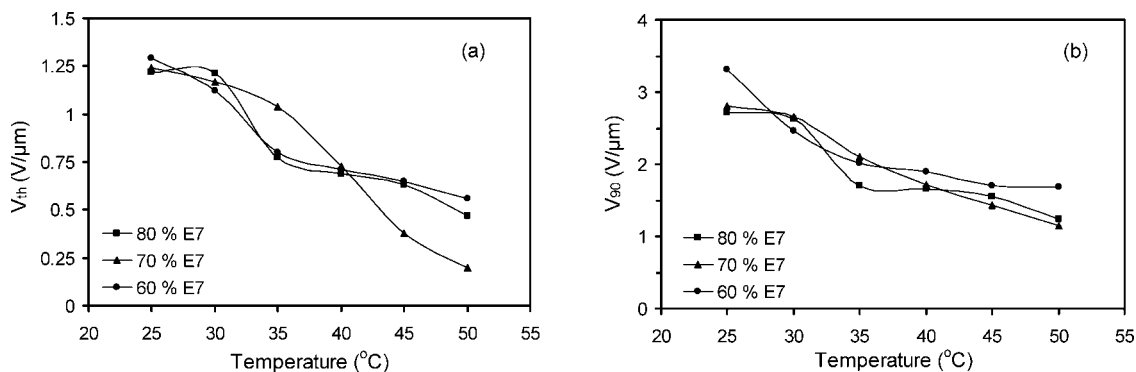 (a)
V_th (V/µm)
1.5
1.25
1
0.75
0.5
0.25
0
80 % E7
70 % E7
60 % E7
20 25 30 35 40 45 50 55
Temperature (°C)
(b)
V_90 (V/µm)
4
3
2
1
0
80 % E7
70 % E7
60 % E7
20 25 30 35 40 45 50 55
Temperature (°C)